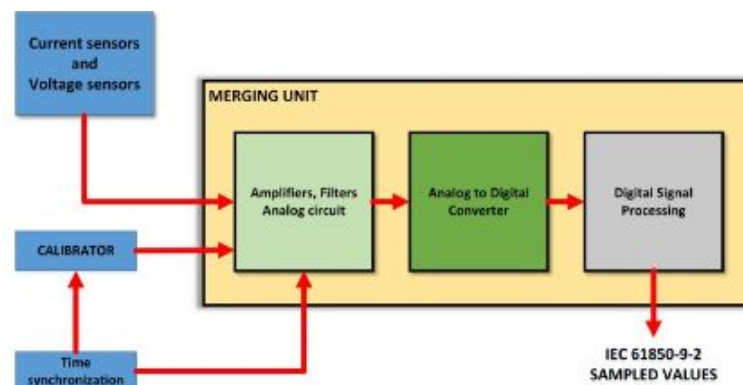 Current sensors
and
Voltage sensors
MERGING UNIT
Amplifiers, Filters
Analog circuit
Analog to Digital
Converter
Digital Signal
Processing
CALIBRATOR
Time
synchronization
IEC 61850-9-2
SAMPLED VALUES